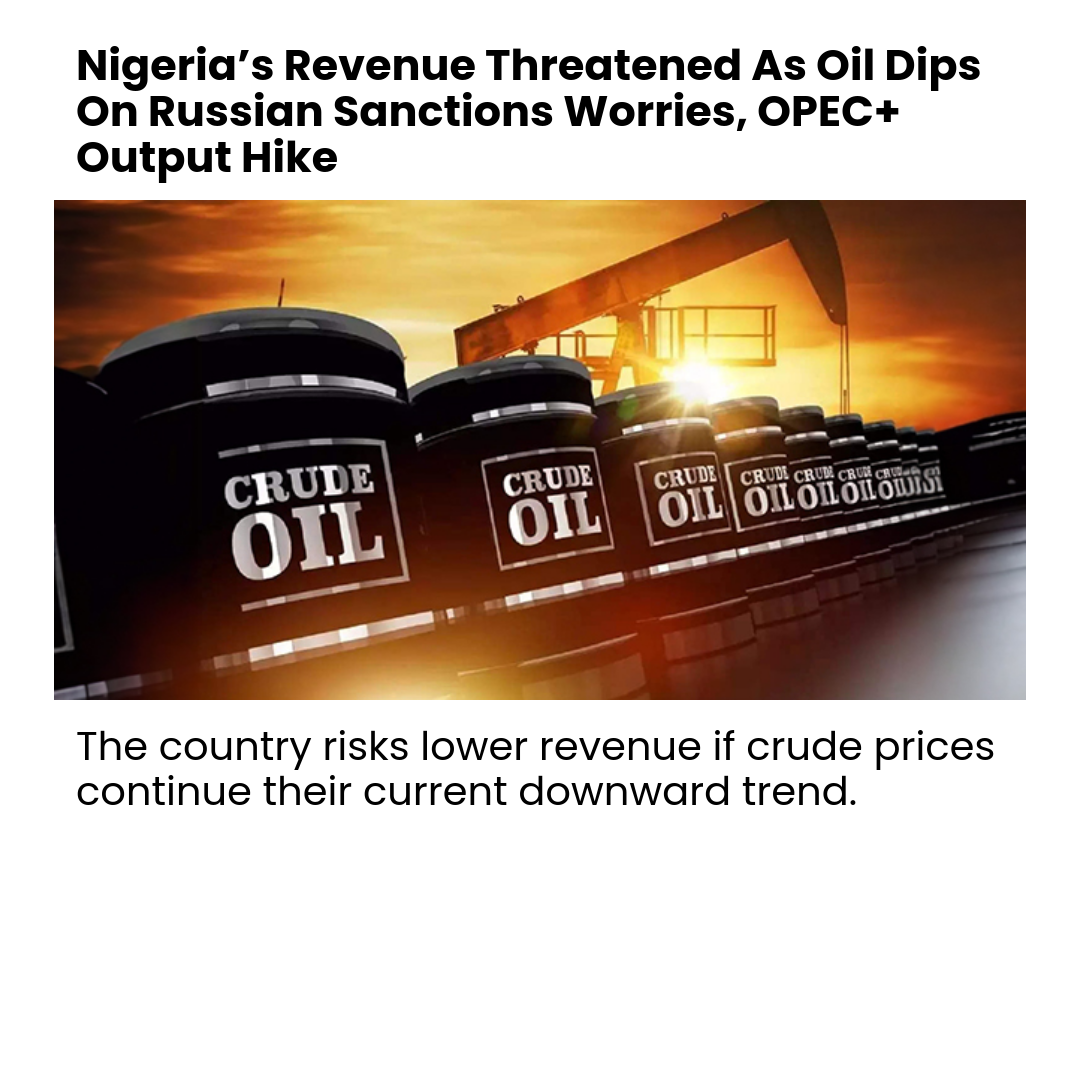 Nigeria’s Revenue Threatened As Oil Dips
On Russian Sanctions Worries, OPEC+
Output Hike
CRUDE
OIL
CRUDE
OIL
CRUDE
OIL
CRUDE
OIL
CRUDE
OIL
CRUDE
OIL
The country risks lower revenue if crude prices
continue their current downward trend.